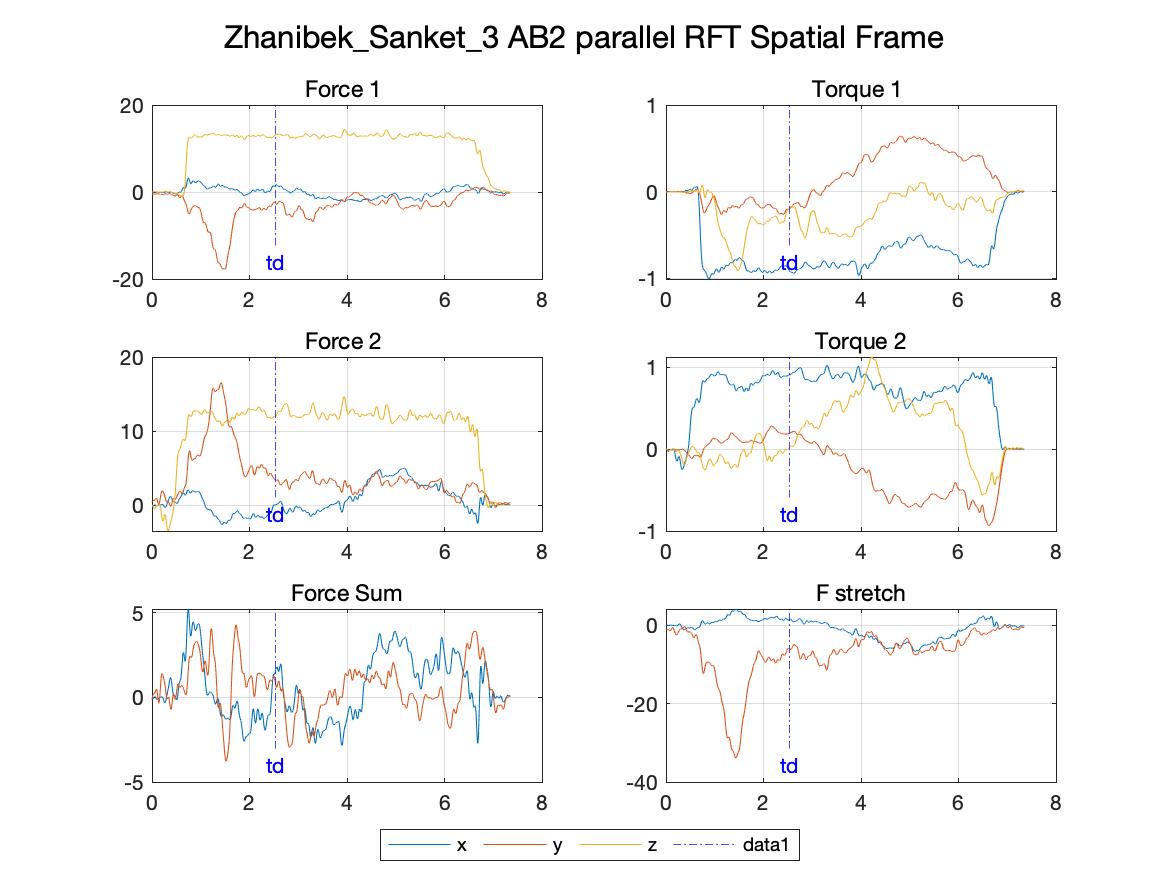 Zhanibek_Sanket_3 AB2 parallel RFT Spatial Frame
Force 1
20
0
-20
td
0 2 4 6 8
Torque 1
1
0
-1
td
0 2 4 6 8
Force 2
20
10
0
td
0 2 4 6 8
Torque 2
1
0
-1
td
0 2 4 6 8
Force Sum
5
0
-5
td
0 2 4 6 8
F stretch
0
-20
-40
td
0 2 4 6 8
x y z data1